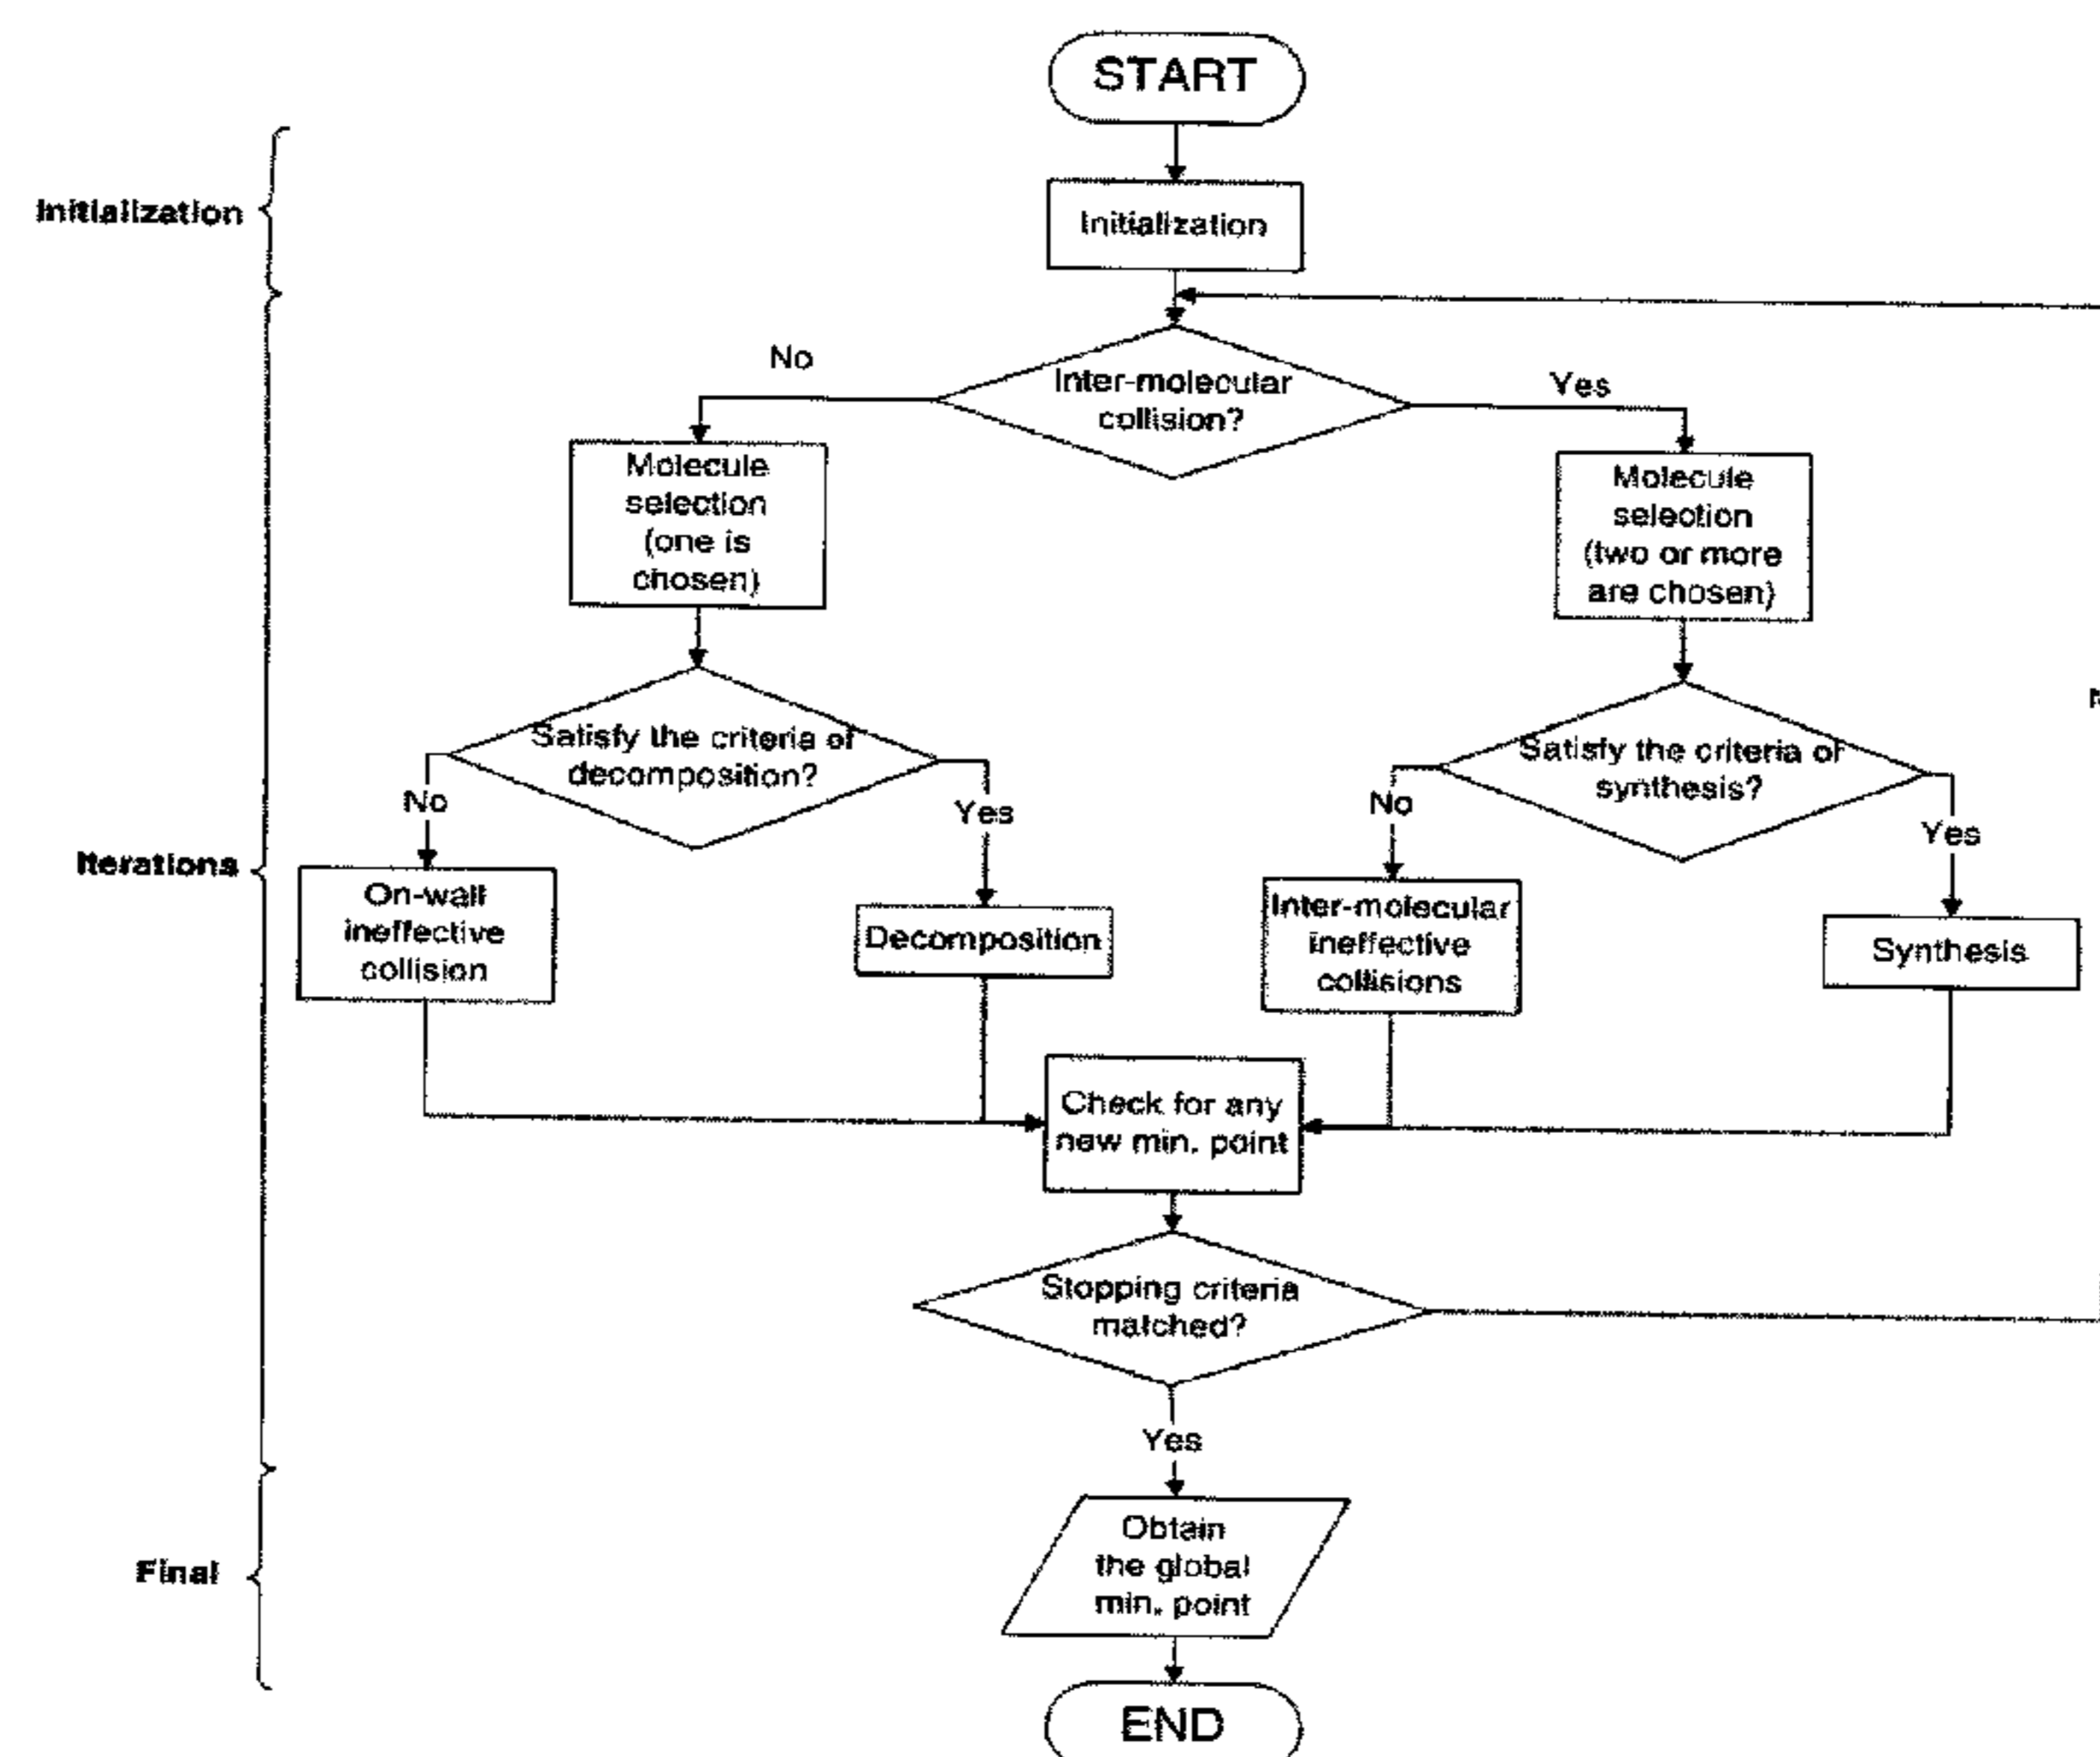 START
Initialization
Initialization
Inter-molecular
collision?
No
Yes
Molecule
selection
(one is
chosen)
Molecule
selection
(two or more
are chosen)
Satisfy the criteria of
decomposition?
Satisfy the criteria of
synthesis?
No
Yes
No
Yes
Iterations
On-wall
ineffective
collision
Decomposition
Inter-molecular
ineffective
collisions
Synthesis
Check for any
new min. point
Stopping criteria
matched?
Yes
Final
Obtain
the global
min. point
END